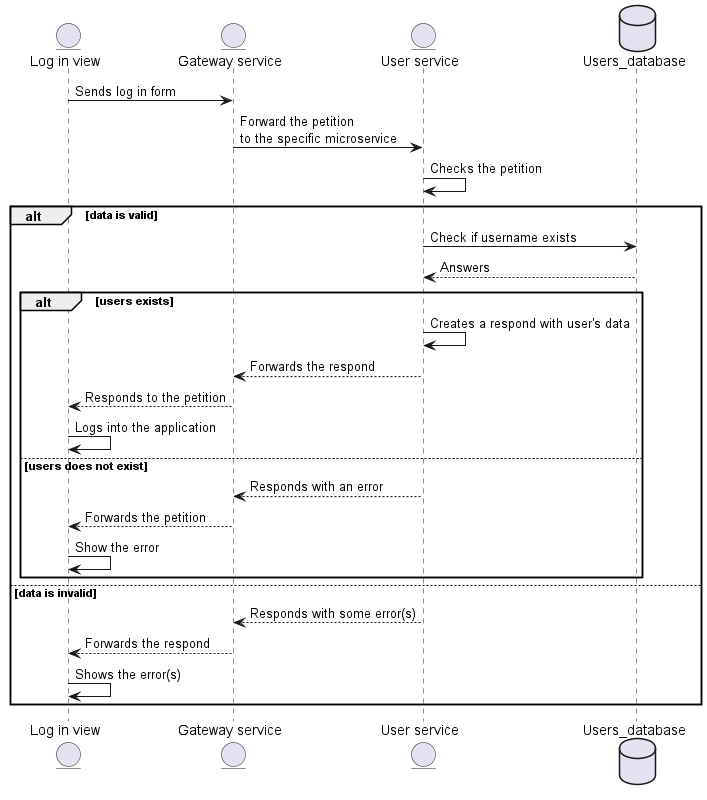 Log in view
Gateway service
User service
Users_database
Sends log in form
Forward the petition
to the specific microservice
Checks the petition
alt
[data is valid]
Check if username exists
Answers
alt
[users exists]
Creates a respond with user's data
Forwards the respond
Responds to the petition
Logs into the application
[users does not exist]
Responds with an error
Forwards the petition
Show the error
[data is invalid]
Responds with some error(s)
Forwards the respond
Shows the error(s)
Log in view
Gateway service
User service
Users_database